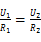 U₁/R₁ = U₂/R₂